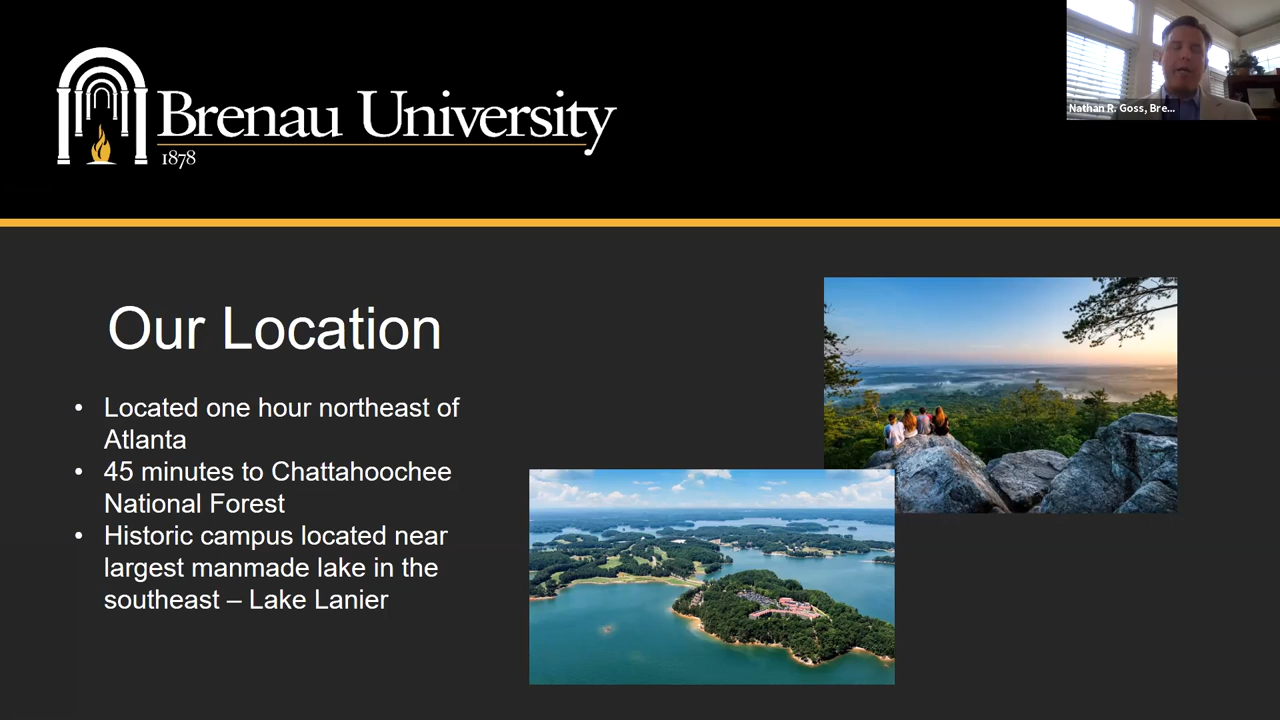 Brenau University
1878
Nathan R. Goss, Bre...
Our Location
• Located one hour northeast of
Atlanta
• 45 minutes to Chattahoochee
National Forest
• Historic campus located near
largest manmade lake in the
southeast – Lake Lanier